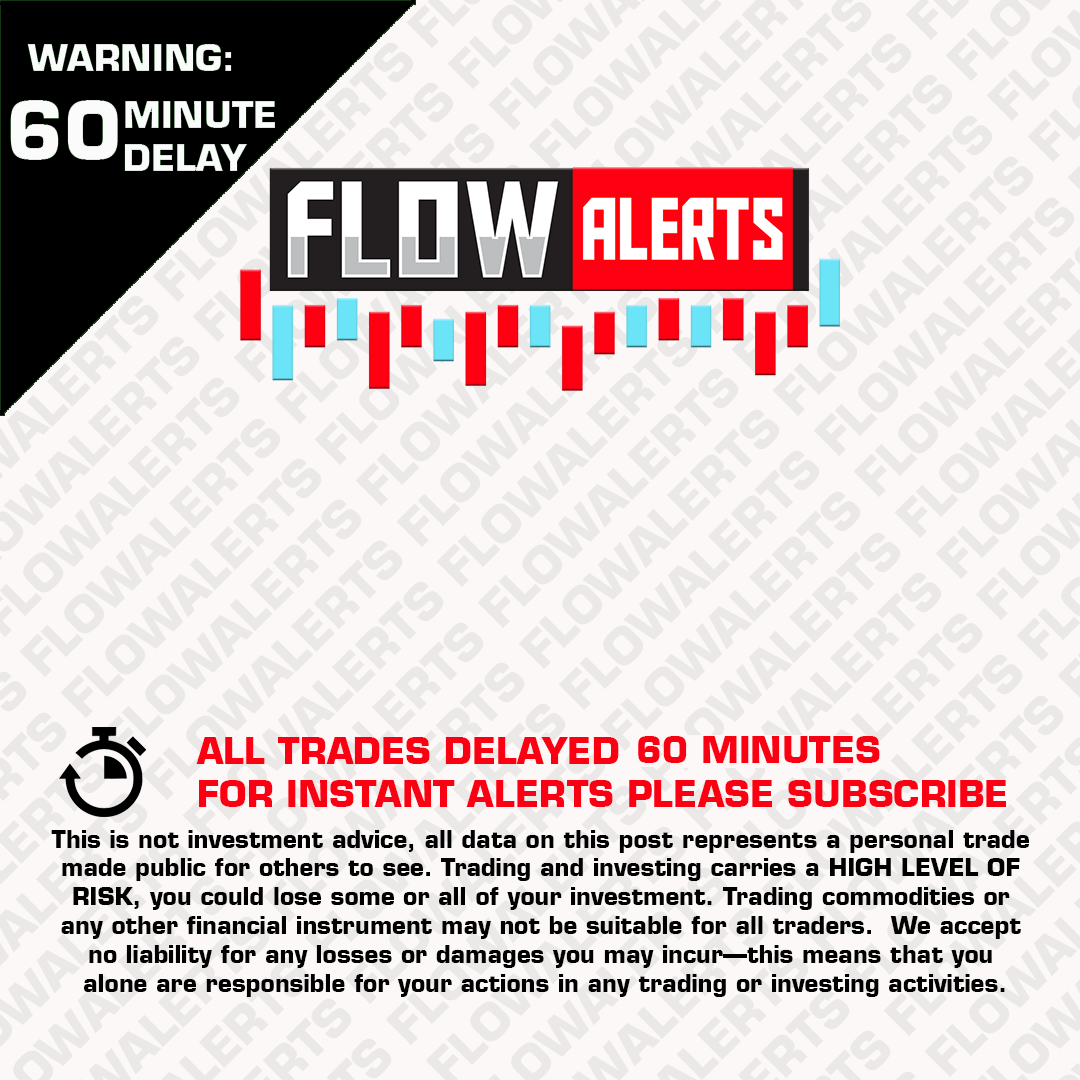 WARNING:
60 MINUTE
DELAY
FLOW ALERTS
ALL TRADES DELAYED 60 MINUTES
FOR INSTANT ALERTS PLEASE SUBSCRIBE
This is not investment advice, all data on this post represents a personal trade
made public for others to see. Trading and investing carries a HIGH LEVEL OF
RISK, you could lose some or all of your investment. Trading commodities or
any other financial instrument may not be suitable for all traders.  We accept
no liability for any losses or damages you may incur—this means that you
alone are responsible for your actions in any trading or investing activities.